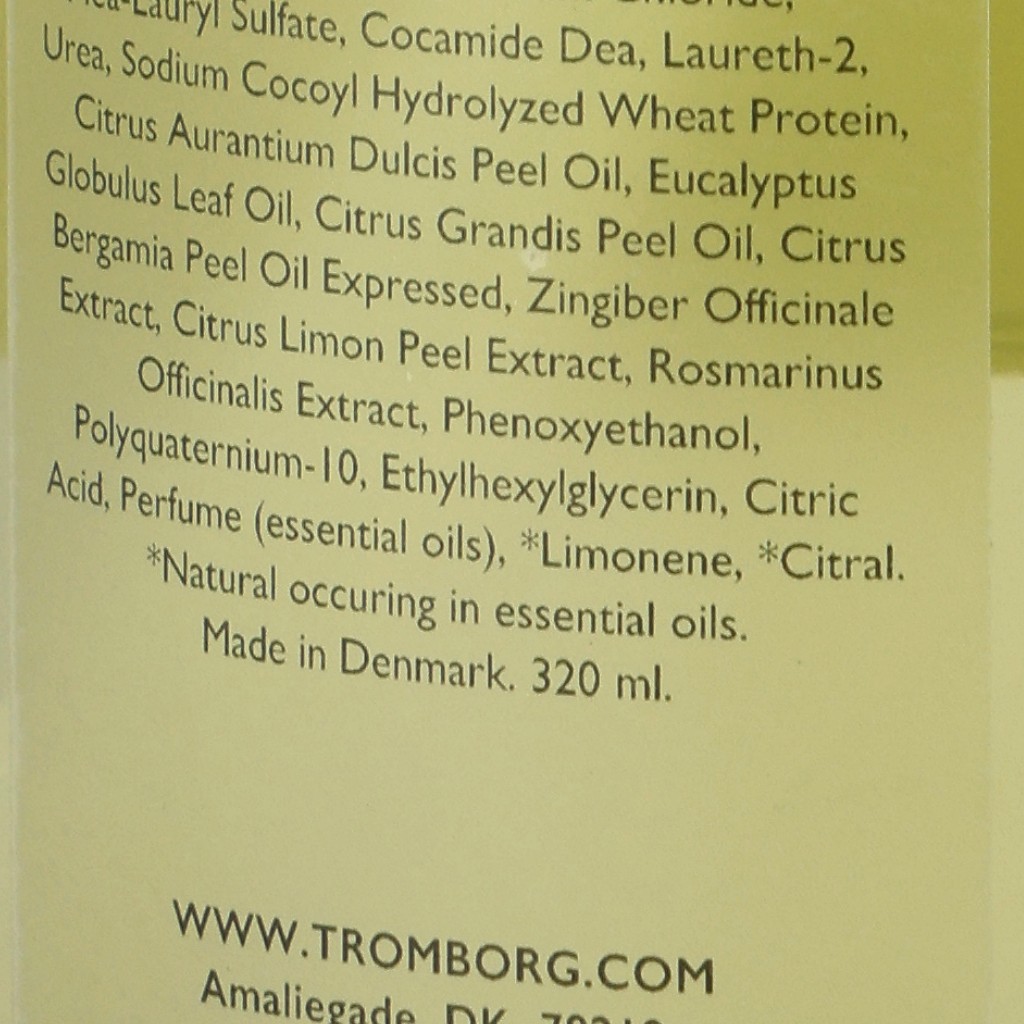 Sulfate, Cocamide Dea, Laureth-2,
Urea, Sodium Cocoyl Hydrolyzed Wheat Protein,
Citrus Aurantium Dulcis Peel Oil, Eucalyptus
Globulus Leaf Oil, Citrus Grandis Peel Oil, Citrus
Bergamia Peel Oil Expressed, Zingiber Officinale
Extract, Citrus Limon Peel Extract, Rosmarinus
Officinalis Extract, Phenoxyethanol,
Polyquaternium-10, Ethylhexylglycerin, Citric
Acid, Perfume (essential oils), *Limonene, *Citral.
*Natural occuring in essential oils.
Made in Denmark. 320 ml.
WWW.TROMBORG.COM
Amaliegade, DK